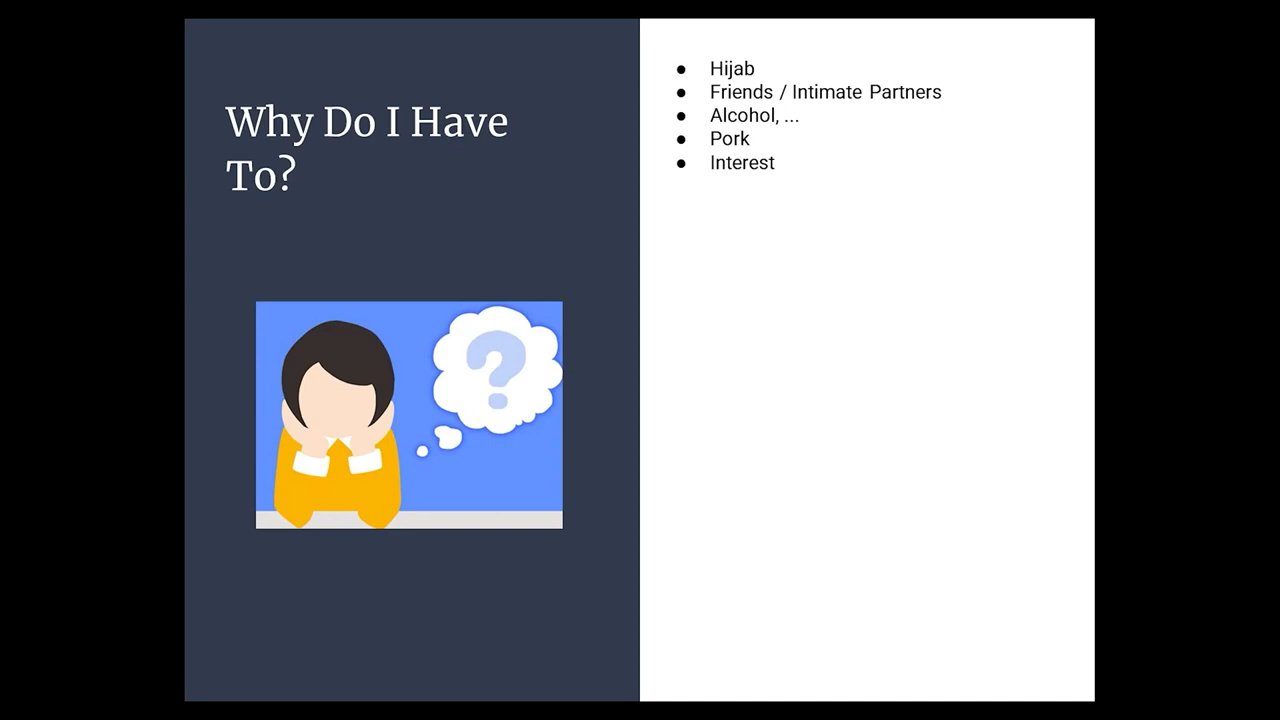 Why Do I Have
To?
● Hijab
● Friends / Intimate Partners
● Alcohol, ...
● Pork
● Interest
?